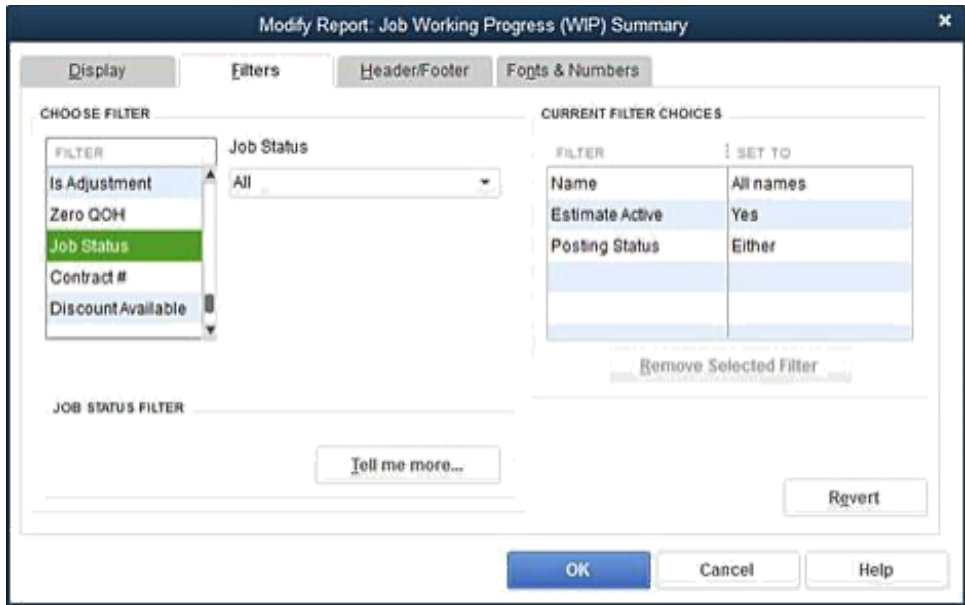 Modify Report: Job Working Progress (WIP) Summary
×
Display
Filters
Header/Footer
Fonts & Numbers
CHOOSE FILTER
FILTER
Is Adjustment
Zero QOH
Job Status
Contract #
Discount Available
Job Status
All
JOB STATUS FILTER
Tell me more...
CURRENT FILTER CHOICES
FILTER SET TO
Name All names
Estimate Active Yes
Posting Status Either
Remove Selected Filter
Revert
OK
Cancel
Help